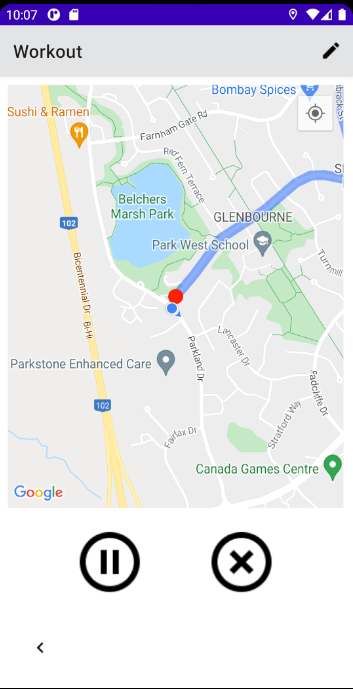 10:07
Workout
Bombay Spices
Sushi & Ramen
Farnham Gate Rd
Red Fern Terrace
Belchers
Marsh Park
GLENBOURNE
102
Park West School
Bicentennial Dr
Bi-Hi
Lancaster Dr
Parkland Dr
Parkstone Enhanced Care
102
Stratford Way
Fairfax Dr
Canada Games Centre
Google